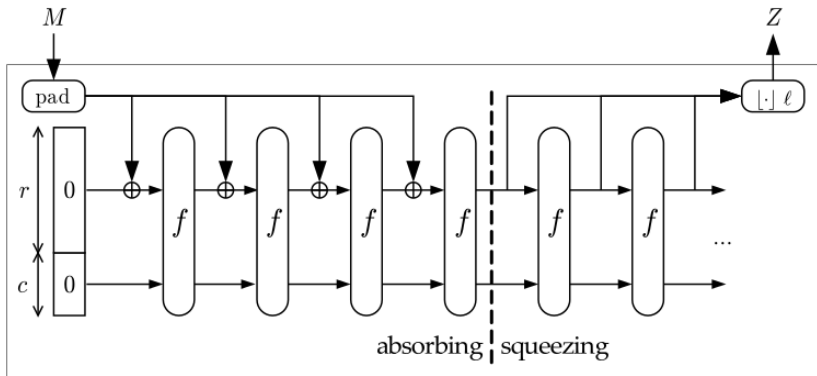 M Z
pad ⌊·⌋ ℓ
r 0 f f f f f f
...
c 0
absorbing squeezing